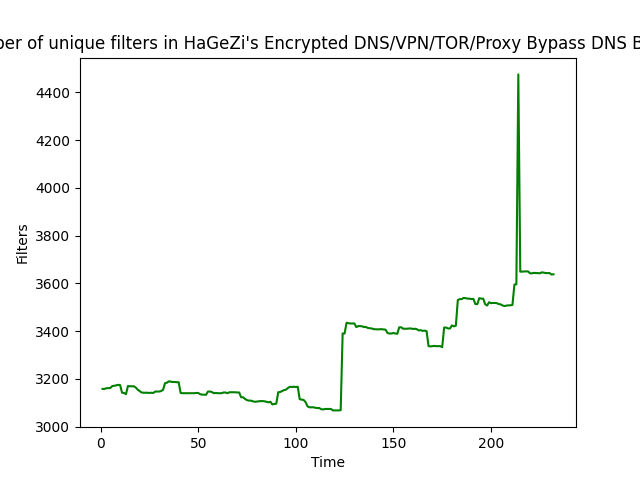 ber of unique filters in HaGeZi's Encrypted DNS/VPN/TOR/Proxy Bypass DNS B
4400
4200
4000
3800
3600
3400
3200
3000
Filters
0 50 100 150 200
Time